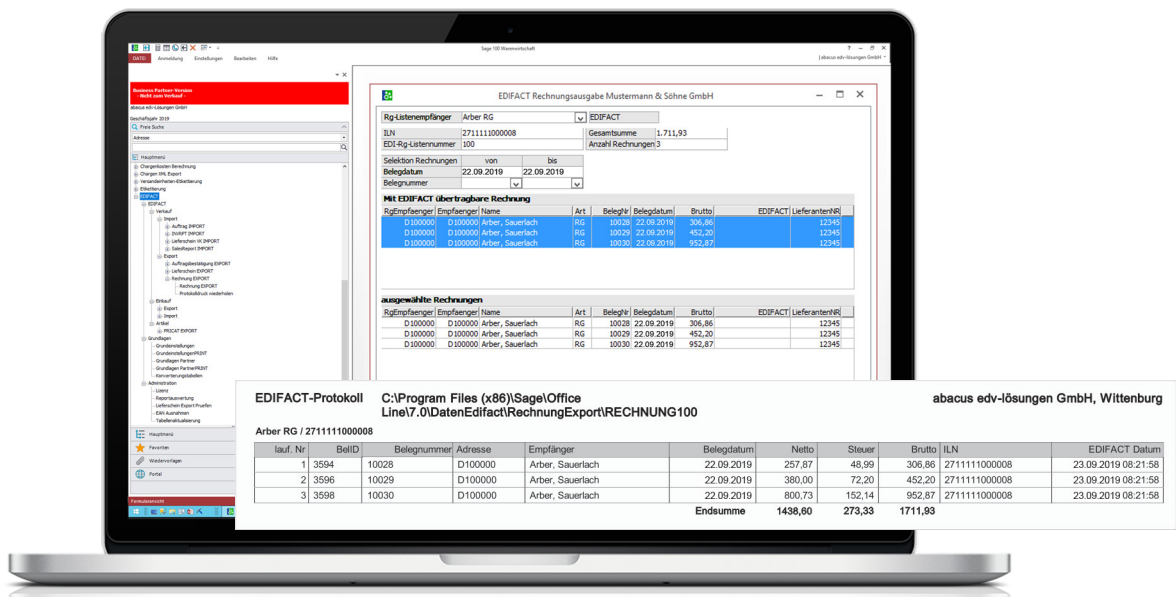 Sage 100 Warenwirtschaft
DATEI Anmeldung Einstellungen Bearbeiten Hilfe
abacus edv-lösungen GmbH
Business Partner-Version
- Nicht zum Verkauf -
abacus edv-Lösungen GmbH
Geschäftsjahr 2019
Freie Suche
Adresse
Hauptmenü
Chargenkosten Berechnung
Chargen XML Export
Versandeinheiten-Etikettierung
Etikettierung
EDIFACT
EDIFACT
Verkauf
Import
Auftrag IMPORT
INVRPT IMPORT
Lieferschein VK IMPORT
SalesReport IMPORT
Export
Auftragsbestätigung EXPORT
Lieferschein EXPORT
Rechnung EXPORT
Rechnung EXPORT
Protokolldruck wiederholen
Einkauf
Export
Import
Artikel
PRICAT EXPORT
Grundlagen
Grundeinstellungen
GrundeinstellungenPRINT
Grundlagen Partner
Grundlagen PartnerPRINT
Konvertierungstabellen
Administration
Lizenz
Reportauswertung
Lieferschein Export Pruefen
EAN Ausnahmen
Tabellenaktualisierung
Hauptmenü
Favoriten
Wiedervorlagen
Portal
Formularansicht
EDIFACT Rechnungsausgabe Mustermann & Söhne GmbH
Rg-Listenempfänger Arber RG EDIFACT
ILN 2711111000008 Gesamtsumme 1.711,93
EDI-Rg-Listennummer 100 Anzahl Rechnungen 3
Selektion Rechnungen von bis
Belegdatum 22.09.2019 22.09.2019
Belegnummer
Mit EDIFACT übertragbare Rechnung
RgEmpfaenger Empfaenger Name Art BelegNr Belegdatum Brutto EDIFACT LieferantenNR
D100000 D100000 Arber, Sauerlach RG 10028 22.09.2019 306,86 12345
D100000 D100000 Arber, Sauerlach RG 10029 22.09.2019 452,20 12345
D100000 D100000 Arber, Sauerlach RG 10030 22.09.2019 952,87 12345
ausgewählte Rechnungen
RgEmpfaenger Empfaenger Name Art BelegNr Belegdatum Brutto EDIFACT LieferantenNR
D100000 D100000 Arber, Sauerlach RG 10028 22.09.2019 306,86 12345
D100000 D100000 Arber, Sauerlach RG 10029 22.09.2019 452,20 12345
D100000 D100000 Arber, Sauerlach RG 10030 22.09.2019 952,87 12345
EDIFACT-Protokoll C:\Program Files (x86)\Sage\Office abacus edv-lösungen GmbH, Wittenburg
Line\7.0\DatenEdifact\RechnungExport\RECHNUNG100
Arber RG / 2711111000008
lauf. Nr BelID Belegnummer Adresse Empfänger Belegdatum Netto Steuer Brutto ILN EDIFACT Datum
1 3594 10028 D100000 Arber, Sauerlach 22.09.2019 257,87 48,99 306,86 2711111000008 23.09.2019 08:21:58
2 3596 10029 D100000 Arber, Sauerlach 22.09.2019 380,00 72,20 452,20 2711111000008 23.09.2019 08:21:58
3 3598 10030 D100000 Arber, Sauerlach 22.09.2019 800,73 152,14 952,87 2711111000008 23.09.2019 08:21:58
Endsumme 1438,60 273,33 1711,93